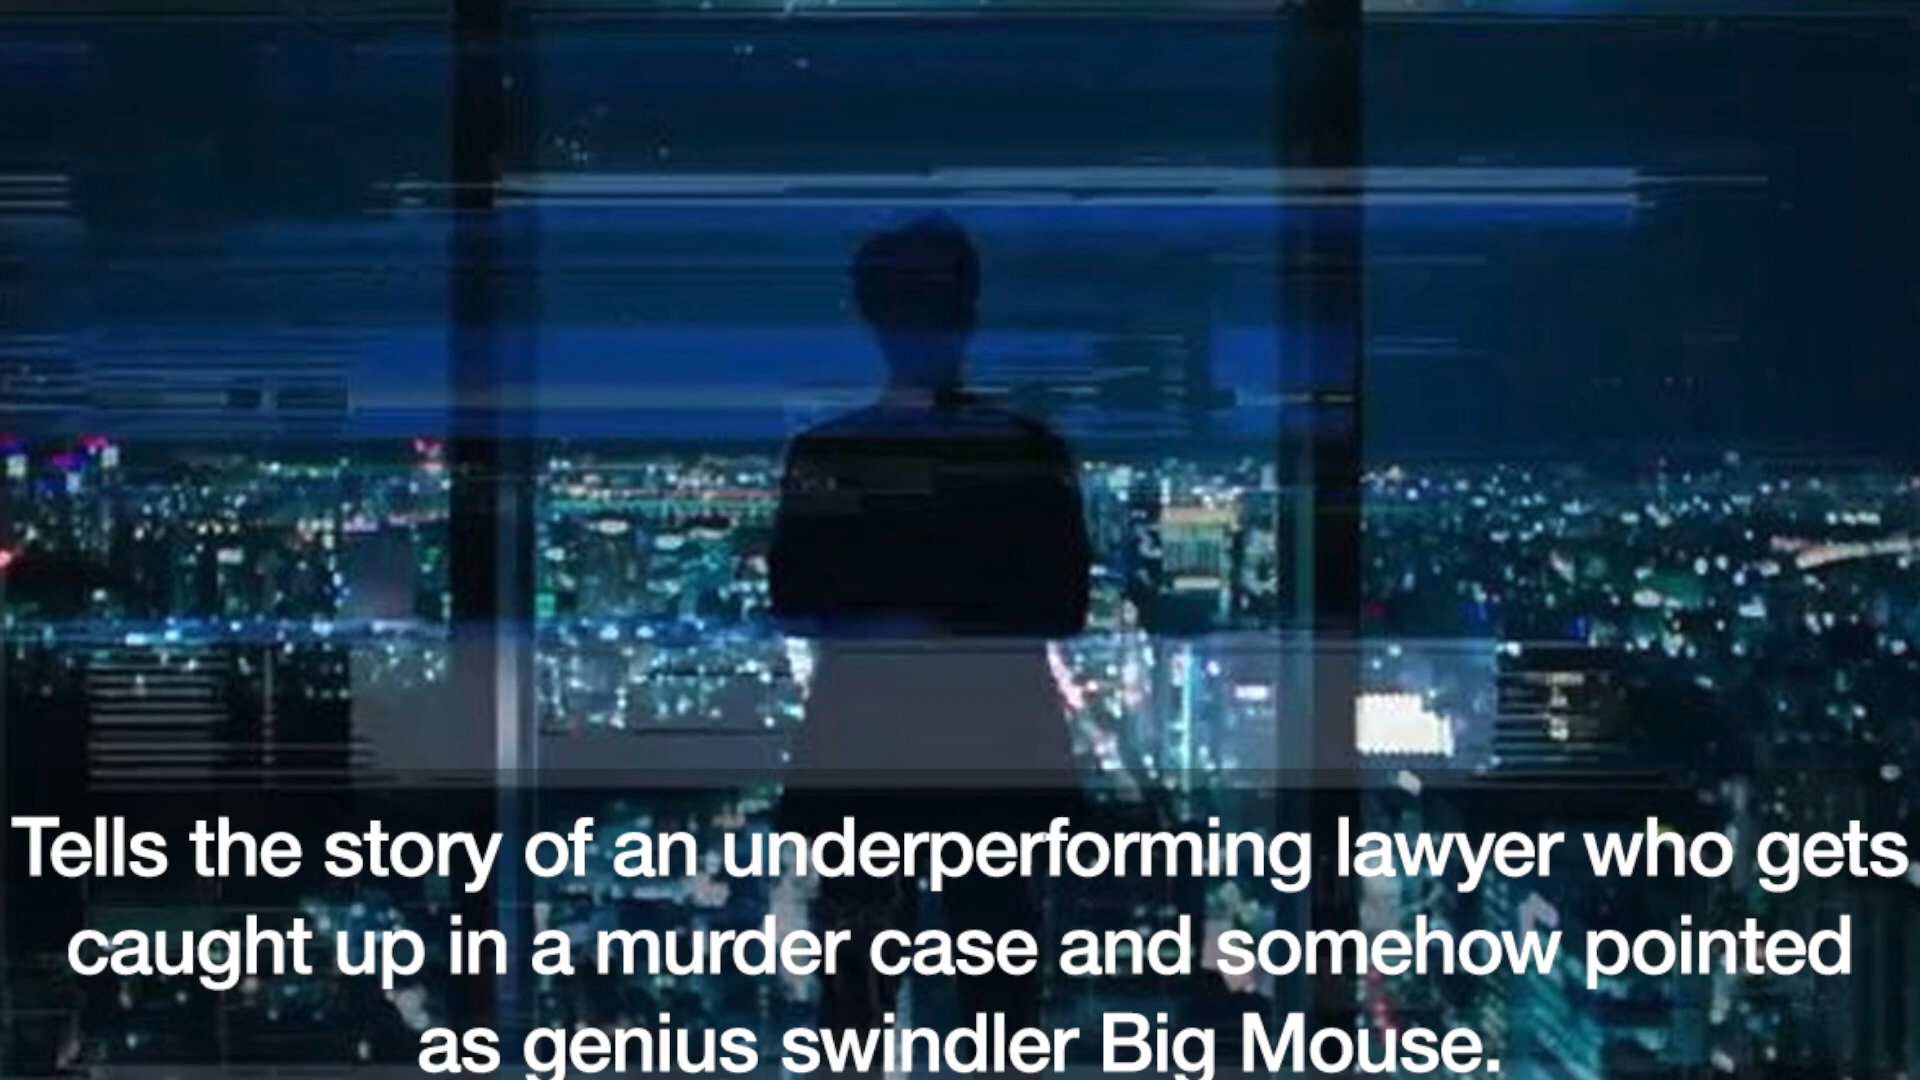 Tells the story of an underperforming lawyer who gets
caught up in a murder case and somehow pointed
as genius swindler Big Mouse.